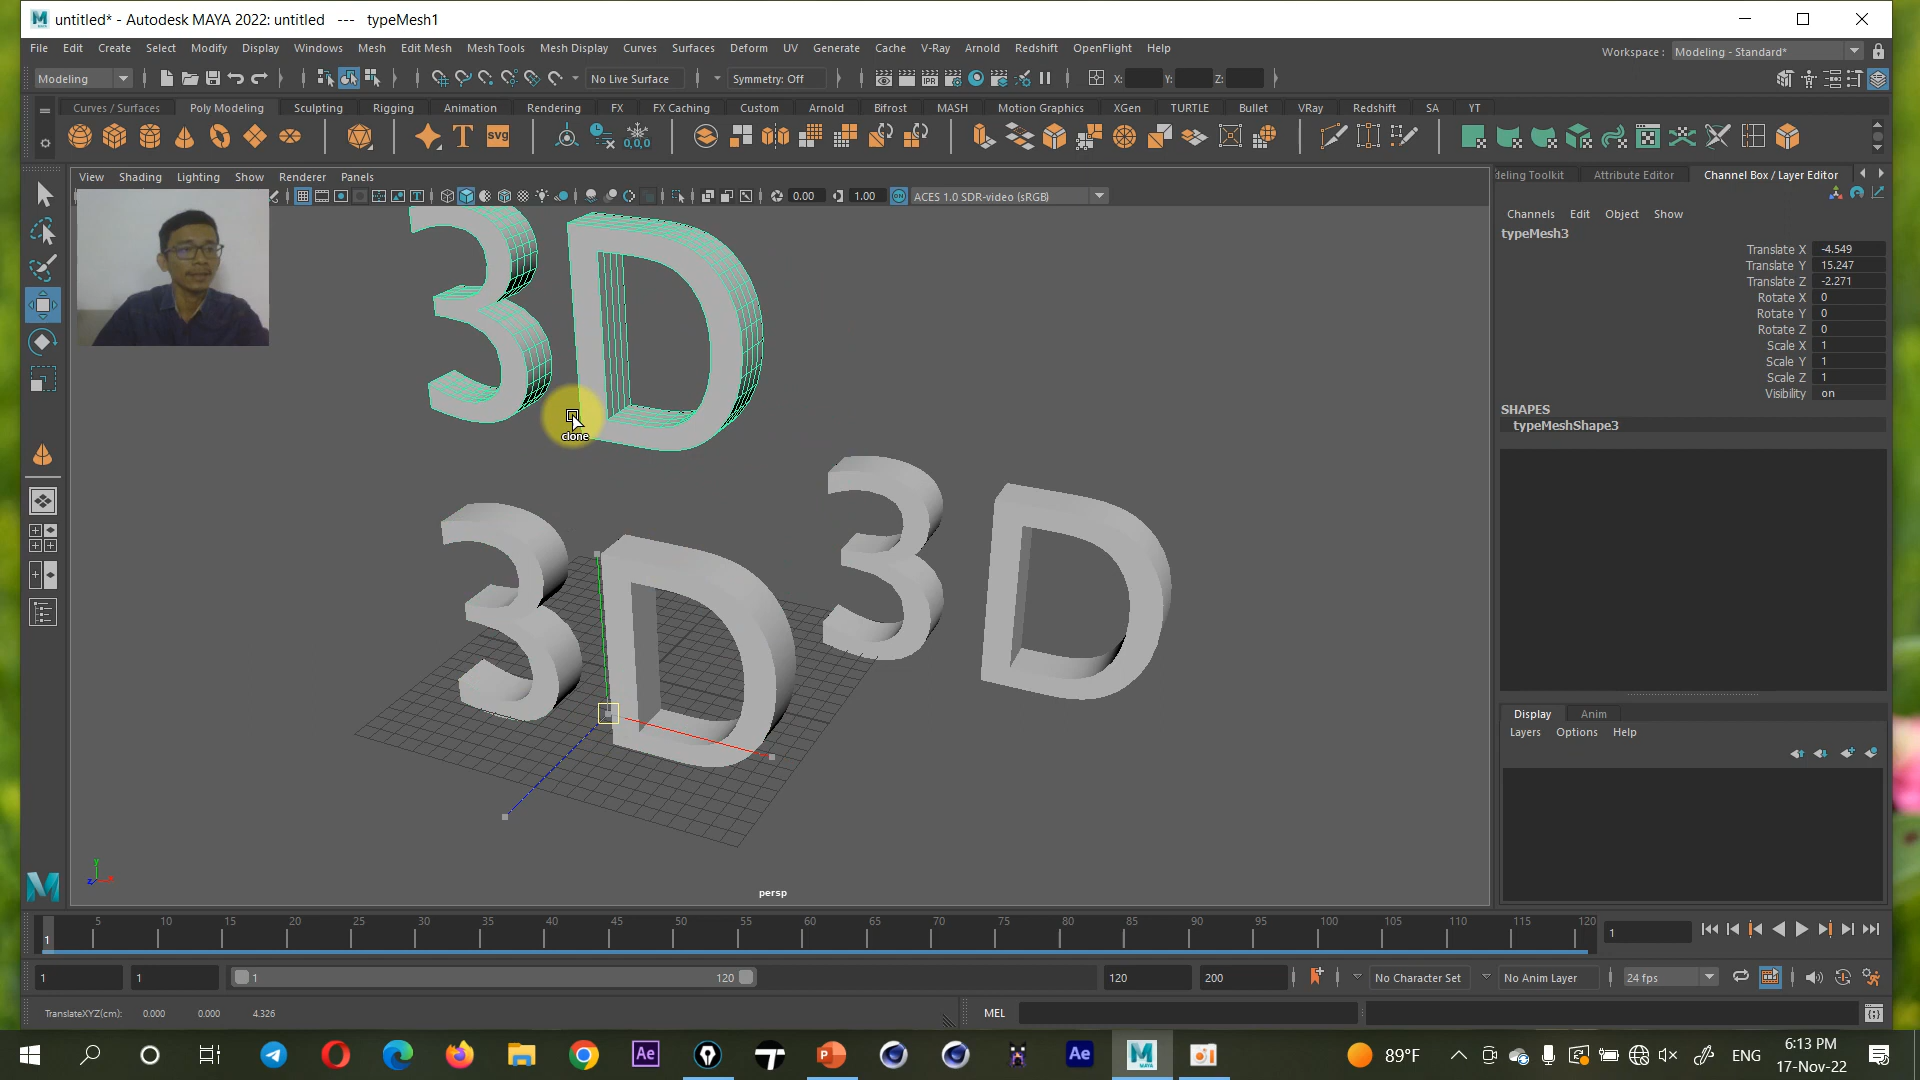 untitled* - Autodesk MAYA 2022: untitled --- typeMesh1
File Edit Create Select Modify Display Windows Mesh Edit Mesh Mesh Tools Mesh Display Curves Surfaces Deform UV Generate Cache V-Ray Arnold Redshift OpenFlight Help
Workspace : Modeling - Standard*
Modeling No Live Surface Symmetry: Off X: Y: Z:
Curves / Surfaces Poly Modeling Sculpting Rigging Animation Rendering FX FX Caching Custom Arnold Bifrost MASH Motion Graphics XGen TURTLE Bullet VRay Redshift SA YT
T svg 0,0,0
View Shading Lighting Show Renderer Panels
0.00 1.00 ACES 1.0 SDR-video (sRGB)
deling Toolkit Attribute Editor Channel Box / Layer Editor
Channels Edit Object Show
typeMesh3
Translate X -4.549
Translate Y 15.247
Translate Z -2.271
Rotate X 0
Rotate Y 0
Rotate Z 0
Scale X 1
Scale Y 1
Scale Z 1
Visibility on
SHAPES
typeMeshShape3
3D
clone
3D
3D
Display Anim
Layers Options Help
y
z
persp
5 10 15 20 25 30 35 40 45 50 55 60 65 70 75 80 85 90 95 100 105 110 115 120
1 1
1 1 1 120 120 200 No Character Set No Anim Layer 24 fps
TranslateXYZ(cm): 0.000 0.000 4.326 MEL
MAYA
89°F ENG 6:13 PM
17-Nov-22